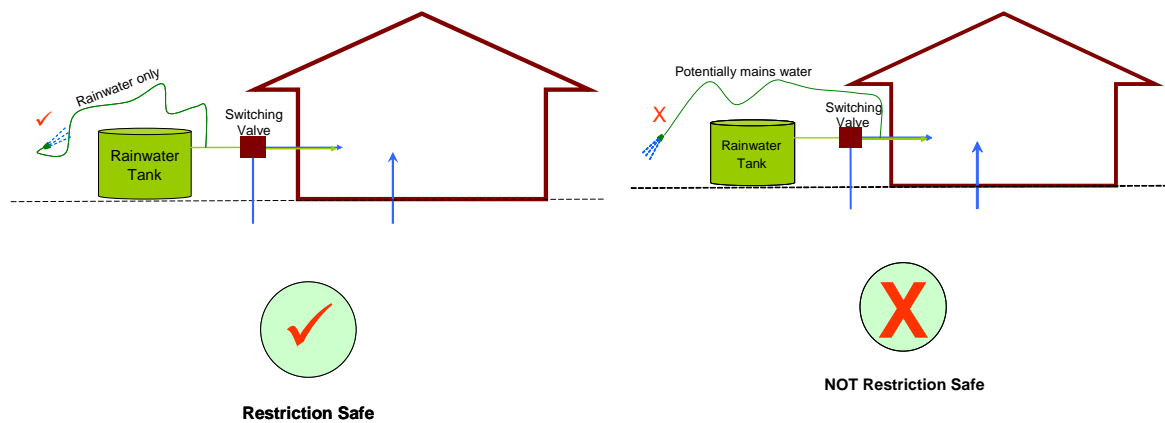 Rainwater only
Switching
Valve
Rainwater
Tank
Restriction Safe
Potentially mains water
X
Switching
Valve
Rainwater
Tank
X
NOT Restriction Safe